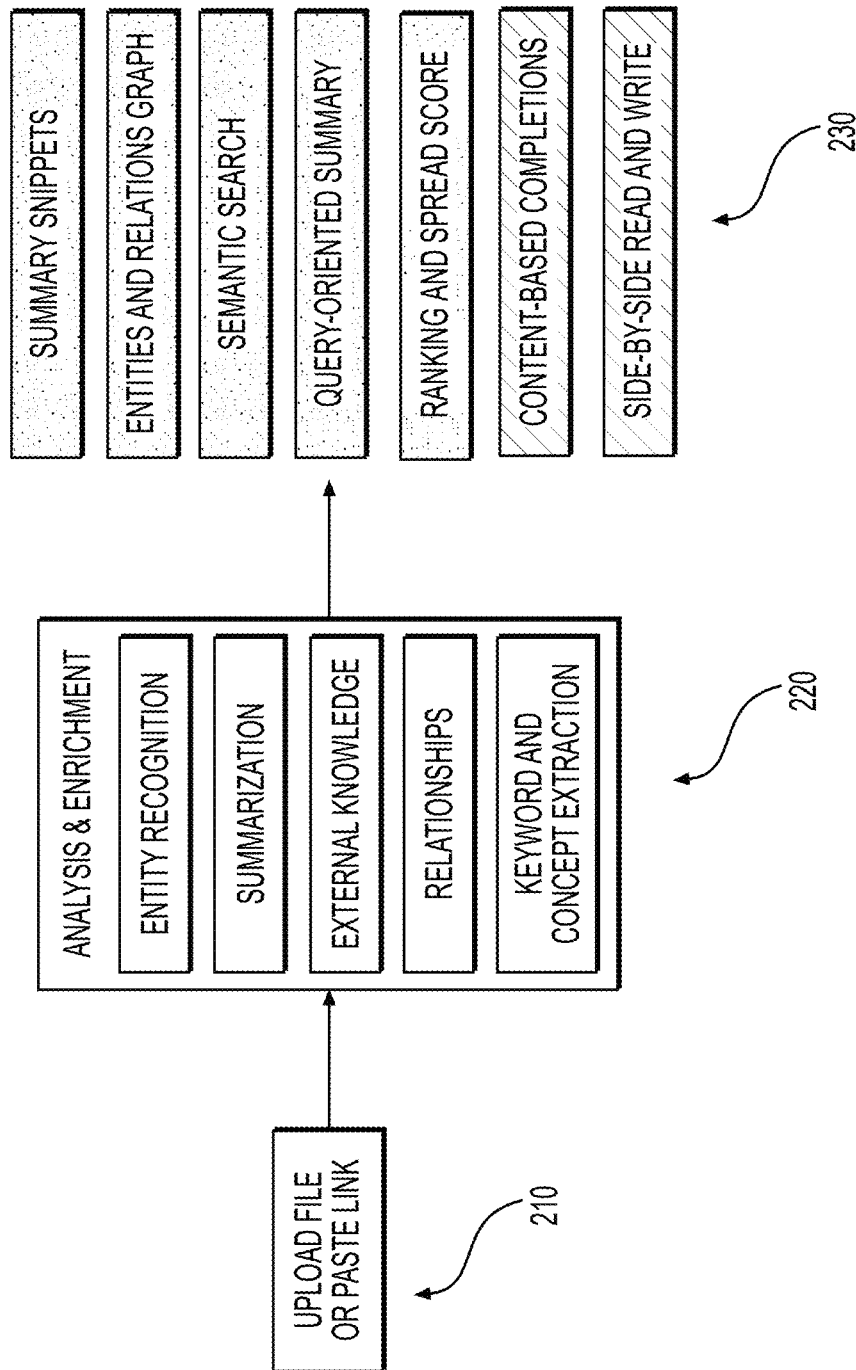 UPLOAD FILE
OR PASTE LINK
210
ANALYSIS & ENRICHMENT
ENTITY RECOGNITION
SUMMARIZATION
EXTERNAL KNOWLEDGE
RELATIONSHIPS
KEYWORD AND
CONCEPT EXTRACTION
220
SUMMARY SNIPPETS
ENTITIES AND RELATIONS GRAPH
SEMANTIC SEARCH
QUERY-ORIENTED SUMMARY
RANKING AND SPREAD SCORE
CONTENT-BASED COMPLETIONS
SIDE-BY-SIDE READ AND WRITE
230